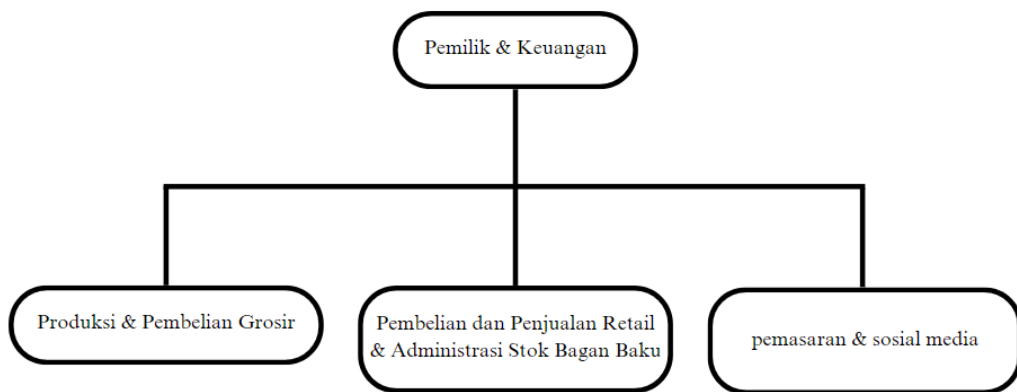 Pemilik & Keuangan
Produksi & Pembelian Grosir
Pembelian dan Penjualan Retail
& Administrasi Stok Bagan Baku
pemasaran & sosial media